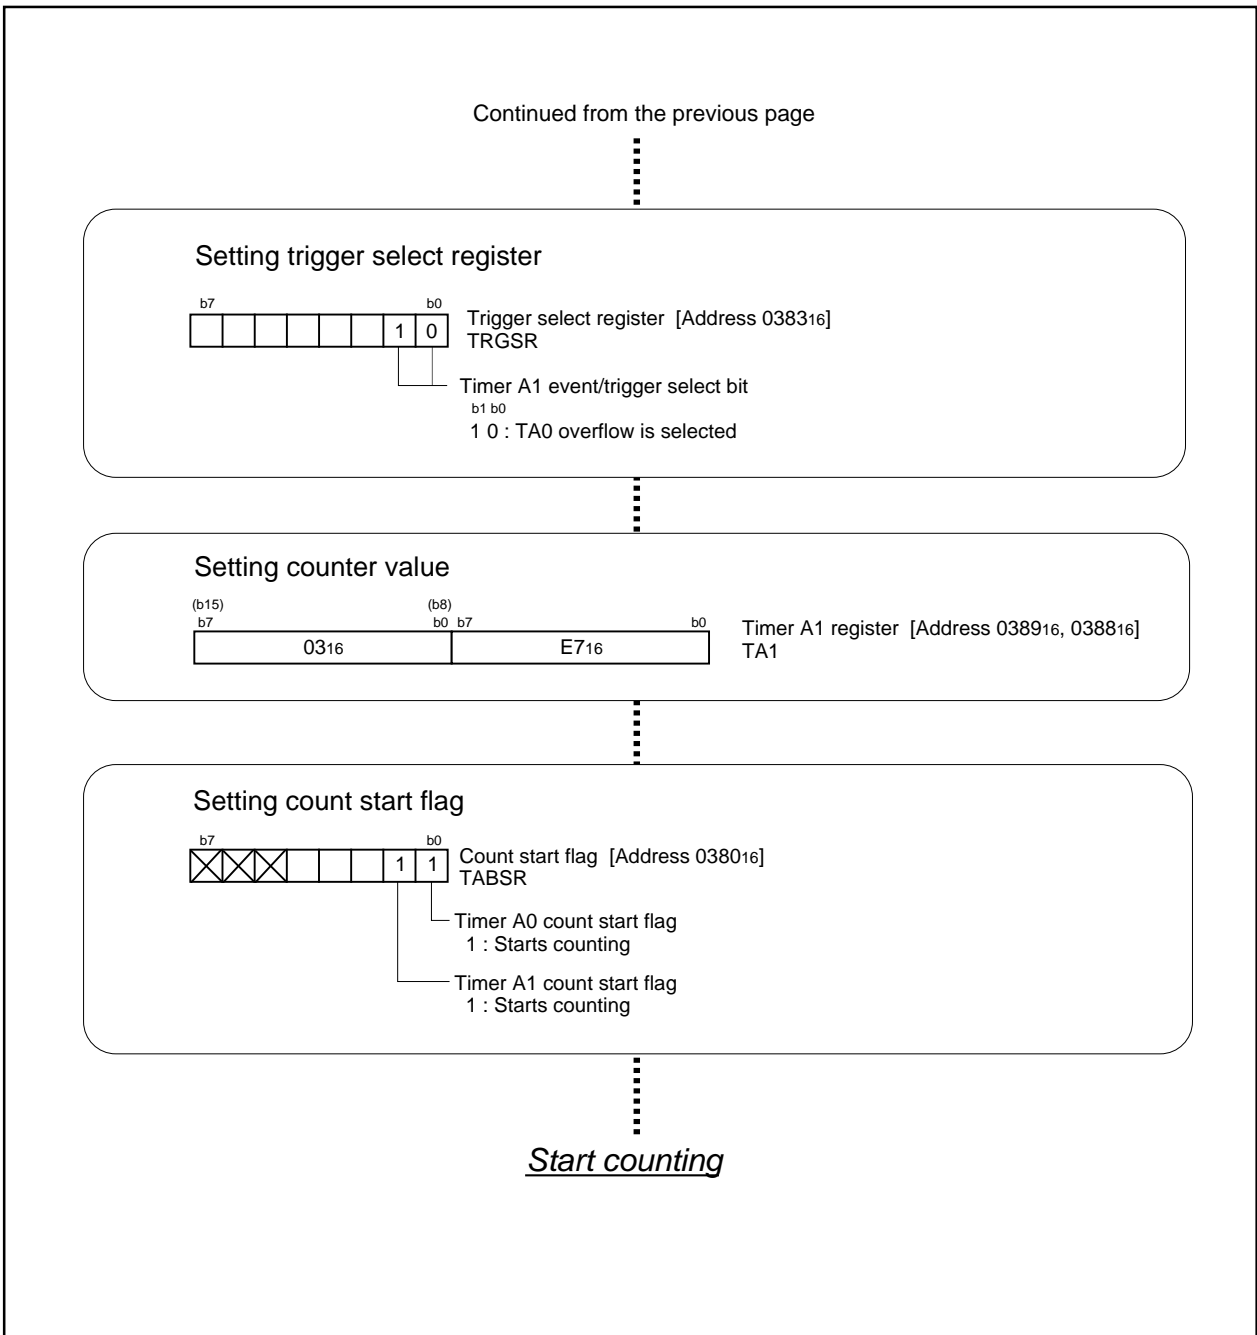 Continued from the previous page
Setting trigger select register
b7 b0
1 0
Trigger select register [Address 038316]
TRGSR
Timer A1 event/trigger select bit
b1 b0
1 0 : TA0 overflow is selected
Setting counter value
(b15) (b8)
b7 b0 b7 b0
0316 E716
Timer A1 register [Address 038916, 038816]
TA1
Setting count start flag
b7 b0
1 1
Count start flag [Address 038016]
TABSR
Timer A0 count start flag
1 : Starts counting
Timer A1 count start flag
1 : Starts counting
Start counting